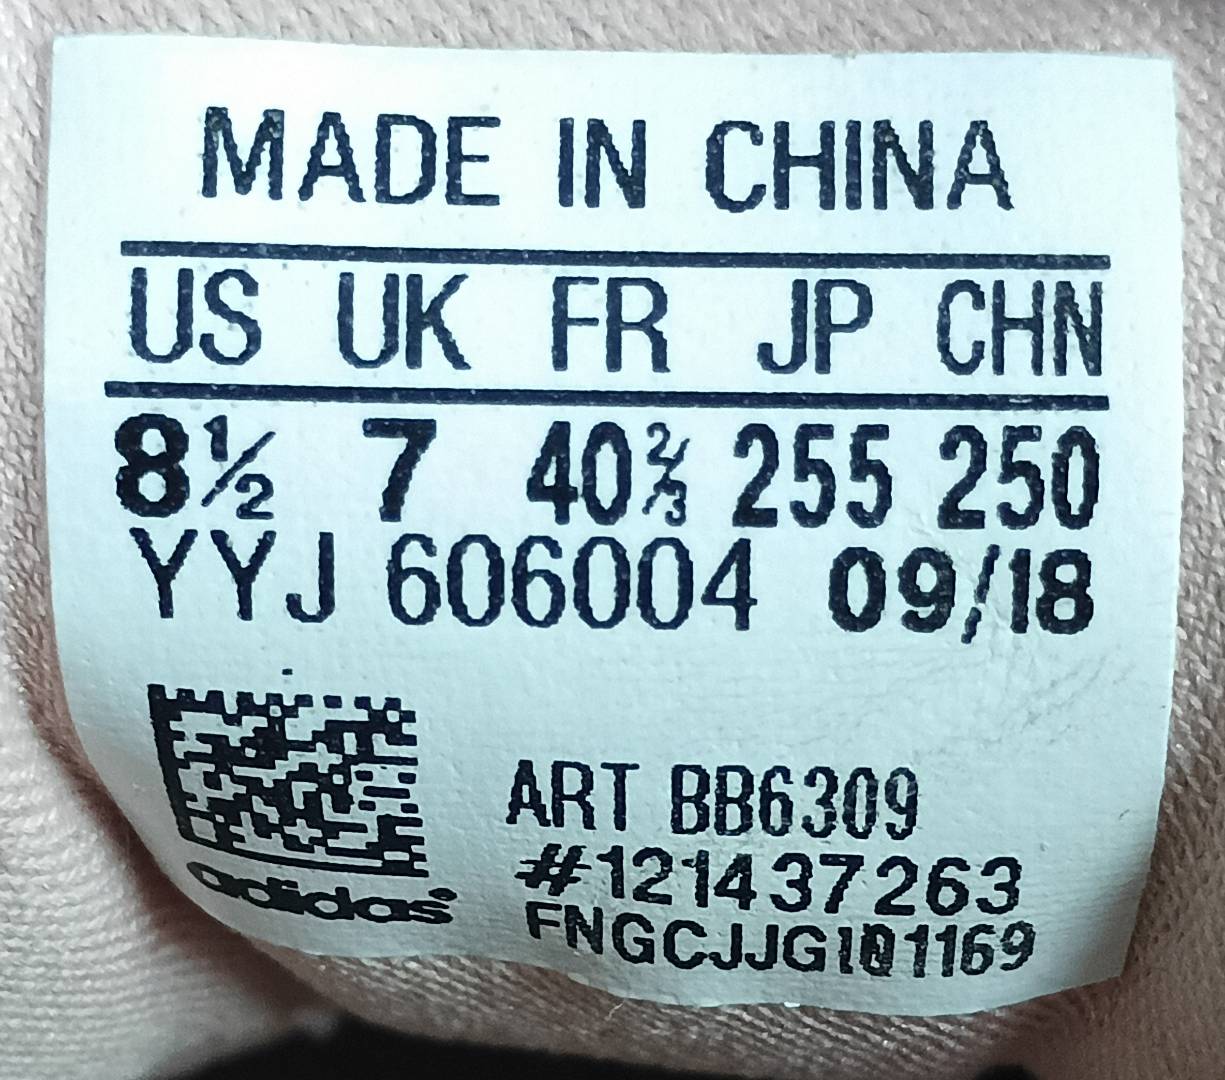 MADE IN CHINA
US UK FR JP CHN
8½ 7 40⅔ 255 250
YYJ 606004 09/18
ART BB6309
#121437263
adidas